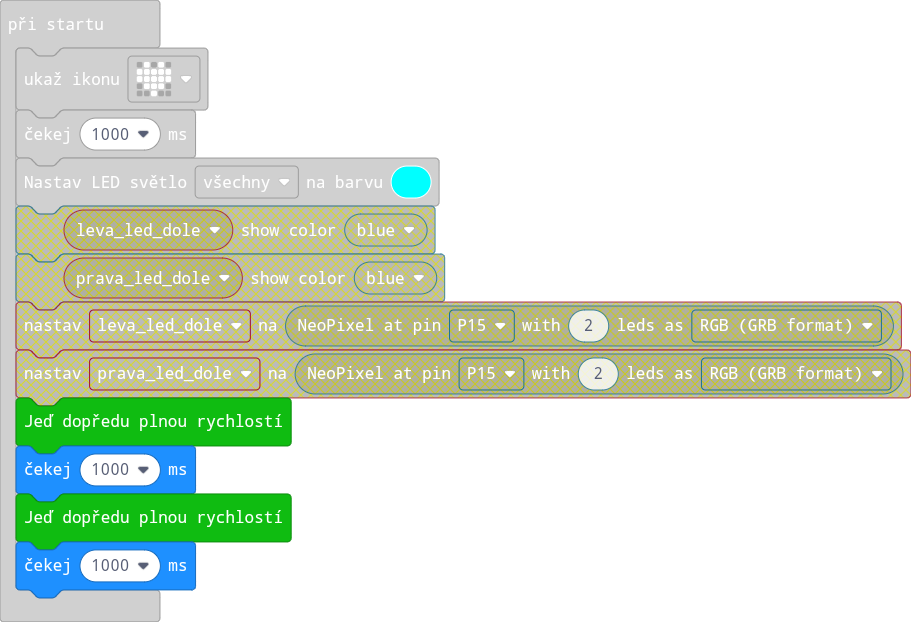 při startu
ukaž ikonu
čekej 1000 ms
Nastav LED světlo všechny na barvu
leva_led_dole show color blue
prava_led_dole show color blue
nastav leva_led_dole na NeoPixel at pin P15 with 2 leds as RGB (GRB format)
nastav prava_led_dole na NeoPixel at pin P15 with 2 leds as RGB (GRB format)
Jeď dopředu plnou rychlostí
čekej 1000 ms
Jeď dopředu plnou rychlostí
čekej 1000 ms